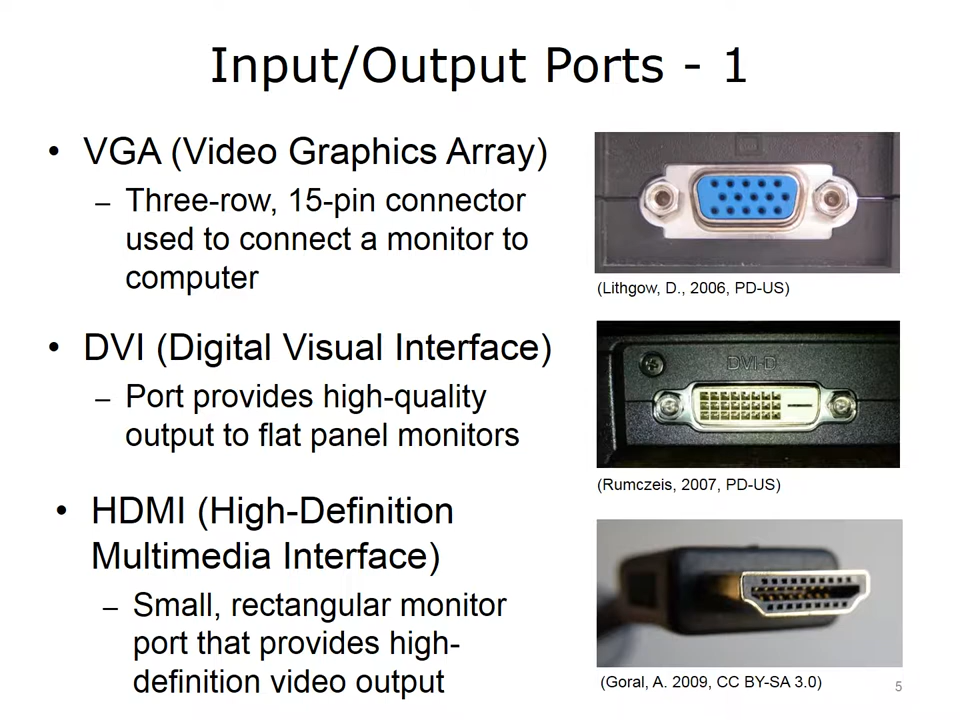 Input/Output Ports - 1
• VGA (Video Graphics Array)
– Three-row, 15-pin connector
used to connect a monitor to
computer
(Lithgow, D., 2006, PD-US)
• DVI (Digital Visual Interface)
– Port provides high-quality
output to flat panel monitors
DVI-D
(Rumczeis, 2007, PD-US)
• HDMI (High-Definition
Multimedia Interface)
– Small, rectangular monitor
port that provides high-
definition video output
(Goral, A. 2009, CC BY-SA 3.0)
5